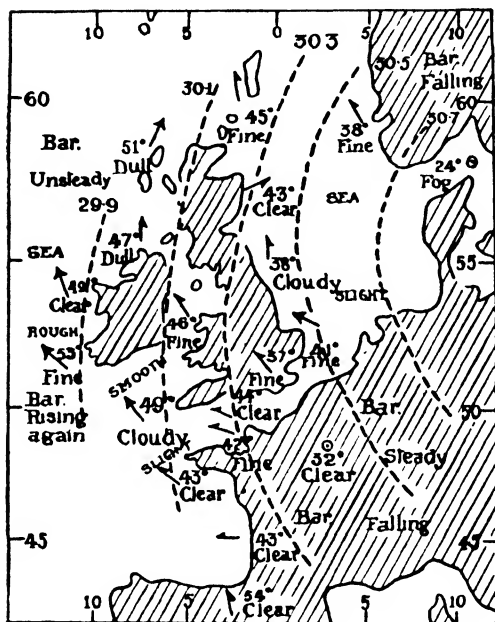 10 5 0 5 10
30.3
30.1
30.5
Bar.
Falling
60
60
45°
Fine
30.7
Bar.
51°
Dull
38°
Fine
24°
Fog
Unsteady
43°
Clear
SEA
29.9
47°
Dull
SEA
38°
Cloudy
55
49°
Clear
SLIGHT
ROUGH
46°
Fine
53°
Fine
37°
Fine
41°
Fine
SMOOTH
Bar.
Rising
again
44°
Clear
Bar.
50
Cloudy
42°
Fine
32°
Clear
Steady
SLIGHT
43°
Clear
Bar.
Falling
45
43°
Clear
45
54°
Clear
10 5 0 5 10